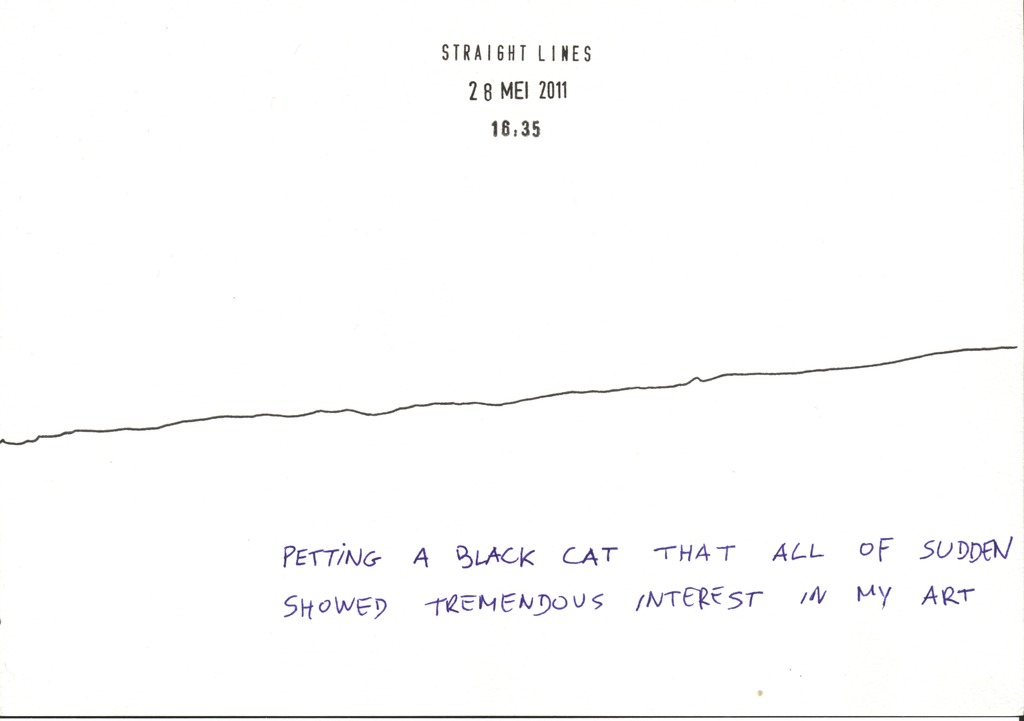 STRAIGHT LINES
28 MEI 2011
16:35
PETTING A BLACK CAT THAT ALL OF SUDDEN
SHOWED TREMENDOUS INTEREST IN MY ART